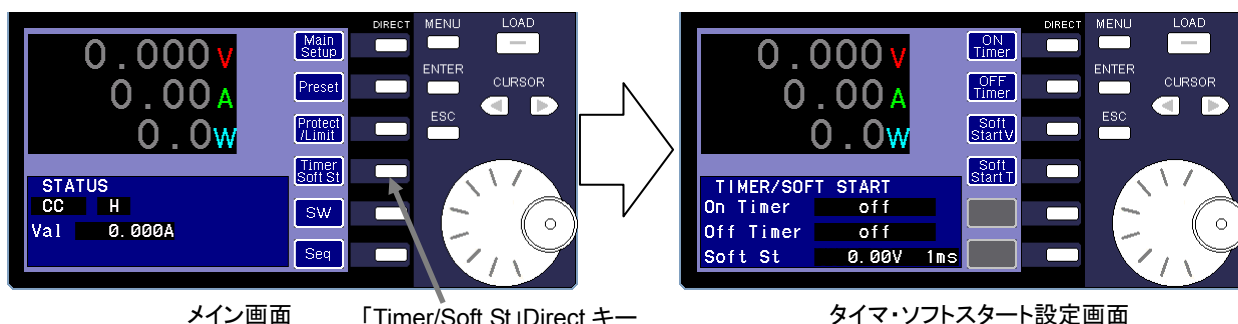 0.000V
0.00A
0.0W
STATUS
CC H
Val 0.000A
Main
Setup
Preset
Protect
/Limit
Timer
Soft St
SW
Seq
DIRECT
MENU
LOAD
ENTER
CURSOR
ESC
メイン画面
「Timer/Soft St」Direct キー
0.000V
0.00A
0.0W
TIMER/SOFT START
On Timer off
Off Timer off
Soft St 0.00V 1ms
ON
Timer
OFF
Timer
Soft
StartV
Soft
StartT
DIRECT
MENU
LOAD
ENTER
CURSOR
ESC
タイマ・ソフトスタート設定画面